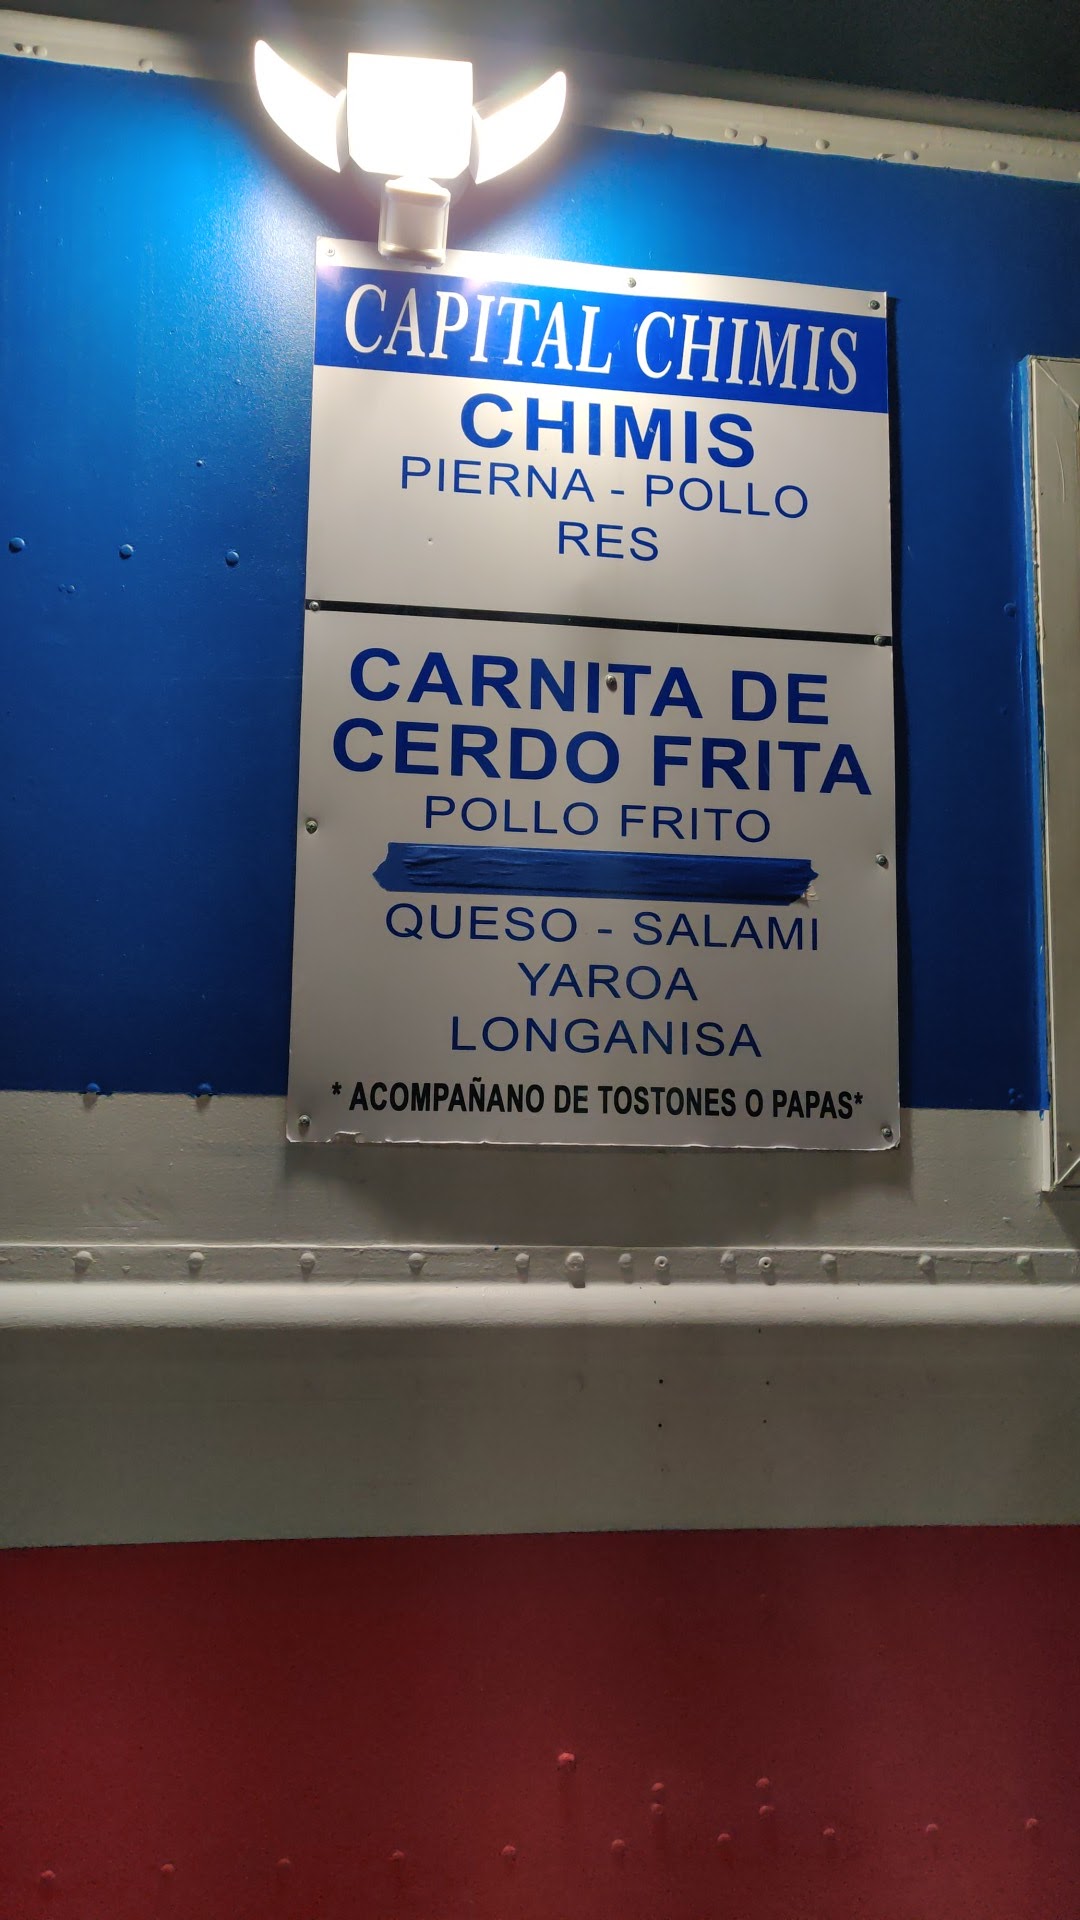 CAPITAL CHIMIS
CHIMIS
PIERNA - POLLO
RES
CARNITA DE
CERDO FRITA
POLLO FRITO
QUESO - SALAMI
YAROA
LONGANISA
* ACOMPAÑANO DE TOSTONES O PAPAS*